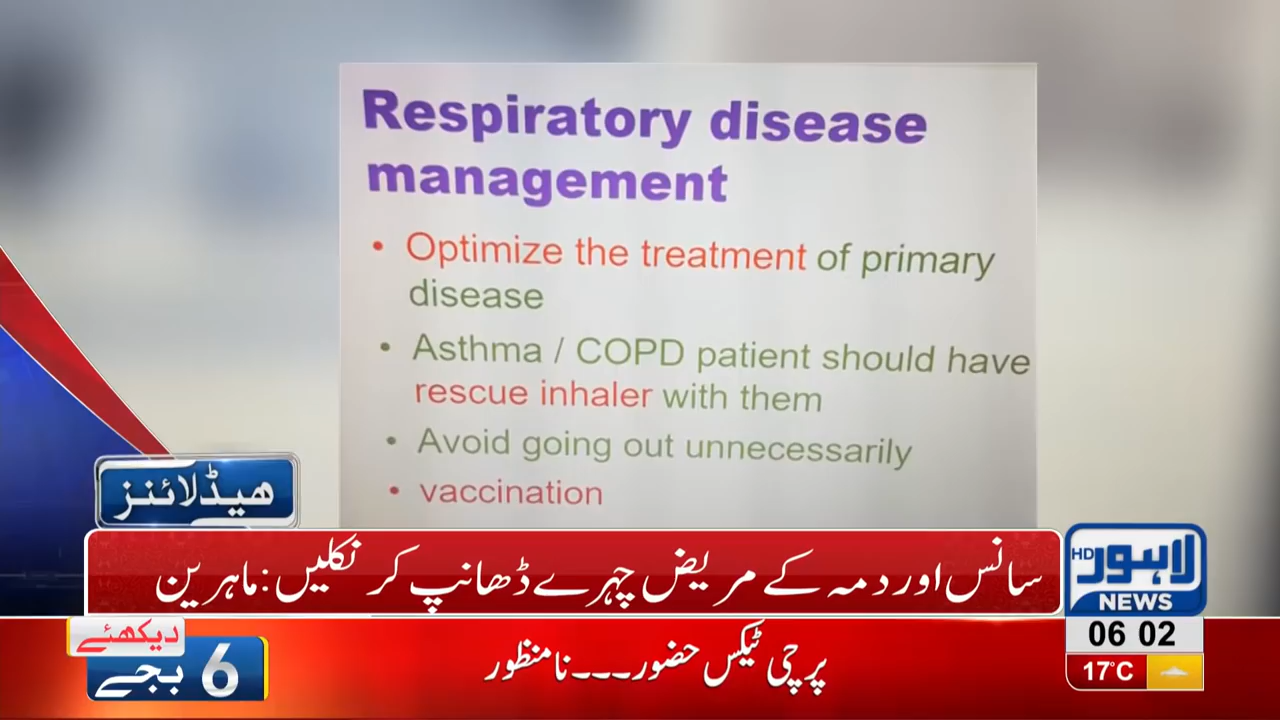 Respiratory disease
management
• Optimize the treatment of primary
disease
• Asthma / COPD patient should have
rescue inhaler with them
• Avoid going out unnecessarily
• vaccination
ہیڈلائنز
سانس اور دمہ کے مریض چہرے ڈھانپ کر نکلیں: ماہرین
لاہور HD
NEWS
06 02
17°C
دیکھئے
6 بجے
پرچی ٹیکس حضور۔۔۔نامنظور